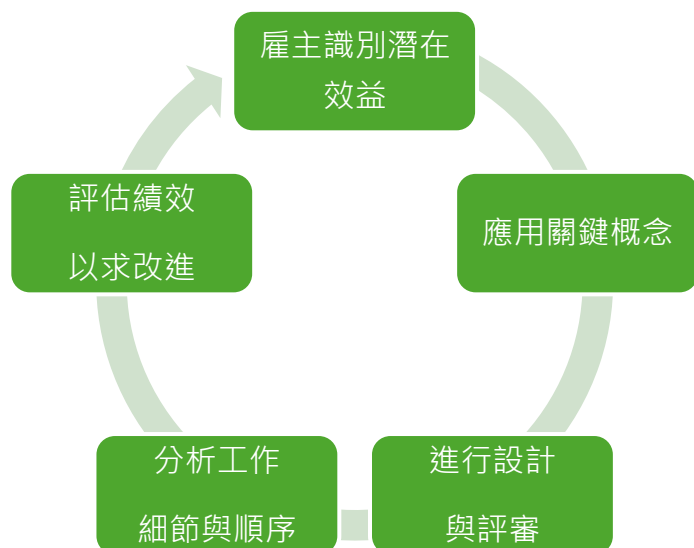 雇主識別潛在
效益
應用關鍵概念
進行設計
與評審
分析工作
細節與順序
評估績效
以求改進